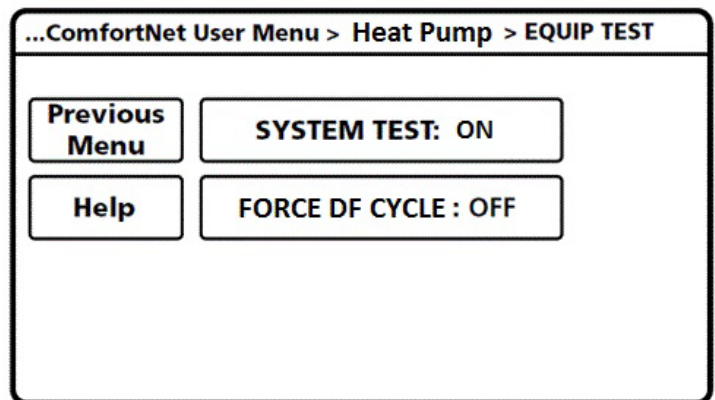 ...ComfortNet User Menu > Heat Pump > EQUIP TEST
Previous
Menu
SYSTEM TEST: ON
Help
FORCE DF CYCLE : OFF